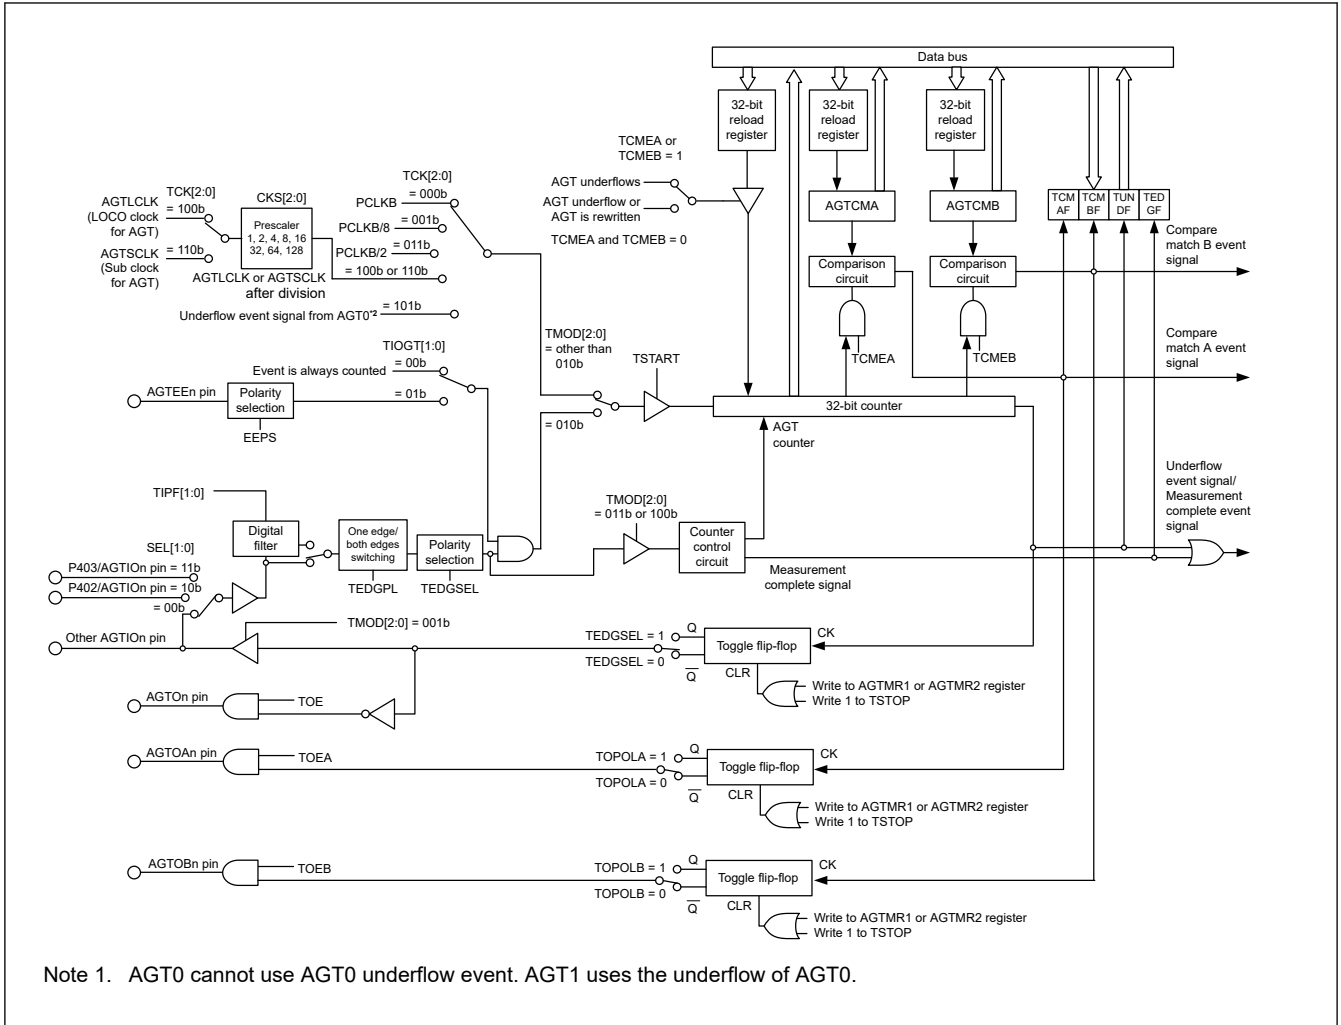 Data bus
32-bit
reload
register
32-bit
reload
register
32-bit
reload
register
TCMEA or
TCMEB = 1
AGT underflows
AGT underflow or
AGT is rewritten
TCMEA and TCMEB = 0
AGTCMA
AGTCMB
TCM
AF
TCM
BF
TUN
DF
TED
GF
Comparison
circuit
Comparison
circuit
TCMEA
TCMEB
Compare
match B event
signal
Compare
match A event
signal
TCK[2:0]
AGTLCLK
(LOCO clock
for AGT)
= 100b
AGTSCLK
(Sub clock
for AGT)
= 110b
CKS[2:0]
Prescaler
1, 2, 4, 8, 16
32, 64, 128
AGTLCLK or AGTSCLK
after division
TCK[2:0]
PCLKB
= 000b
PCLKB/8
= 001b
PCLKB/2
= 011b
= 100b or 110b
Underflow event signal from AGT0*2
= 101b
TIOGT[1:0]
Event is always counted
= 00b
= 01b
AGTEEn pin
Polarity
selection
EEPS
TMOD[2:0]
= other than
010b
= 010b
TSTART
32-bit counter
AGT
counter
TIPF[1:0]
Digital
filter
SEL[1:0]
P403/AGTIOn pin = 11b
P402/AGTIOn pin = 10b
= 00b
Other AGTIOn pin
One edge/
both edges
switching
TEDGPL
Polarity
selection
TEDGSEL
TMOD[2:0]
= 011b or 100b
Counter
control
circuit
Measurement
complete signal
Underflow
event signal/
Measurement
complete event
signal
TMOD[2:0] = 001b
TEDGSEL = 1
TEDGSEL = 0
Q
Q
Toggle flip-flop
CK
CLR
Write to AGTMR1 or AGTMR2 register
Write 1 to TSTOP
AGTOn pin
TOE
AGTOAn pin
TOEA
TOPOLA = 1
TOPOLA = 0
Q
Q
Toggle flip-flop
CK
CLR
Write to AGTMR1 or AGTMR2 register
Write 1 to TSTOP
AGTOBn pin
TOEB
TOPOLB = 1
TOPOLB = 0
Q
Q
Toggle flip-flop
CK
CLR
Write to AGTMR1 or AGTMR2 register
Write 1 to TSTOP
Note 1. AGT0 cannot use AGT0 underflow event. AGT1 uses the underflow of AGT0.